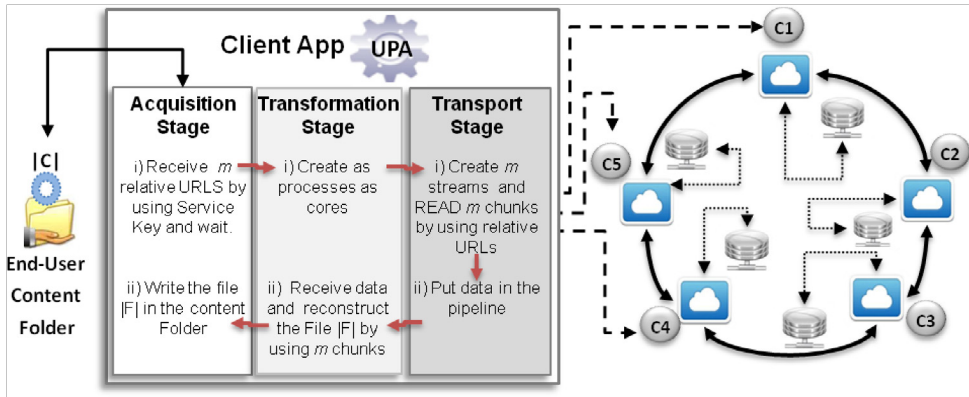 Client App
UPA
Acquisition
Stage
i) Receive m
relative URLS by
using Service
Key and wait.
ii) Write the file
|F| in the content
Folder
Transformation
Stage
i) Create as
processes as
cores
ii) Receive data
and reconstruct
the File |F| by
using m chunks
Transport
Stage
i) Create m
streams and
READ m chunks
by using relative
URLs
ii) Put data in the
pipeline
|C|
End-User
Content
Folder
C1
C2
C3
C4
C5